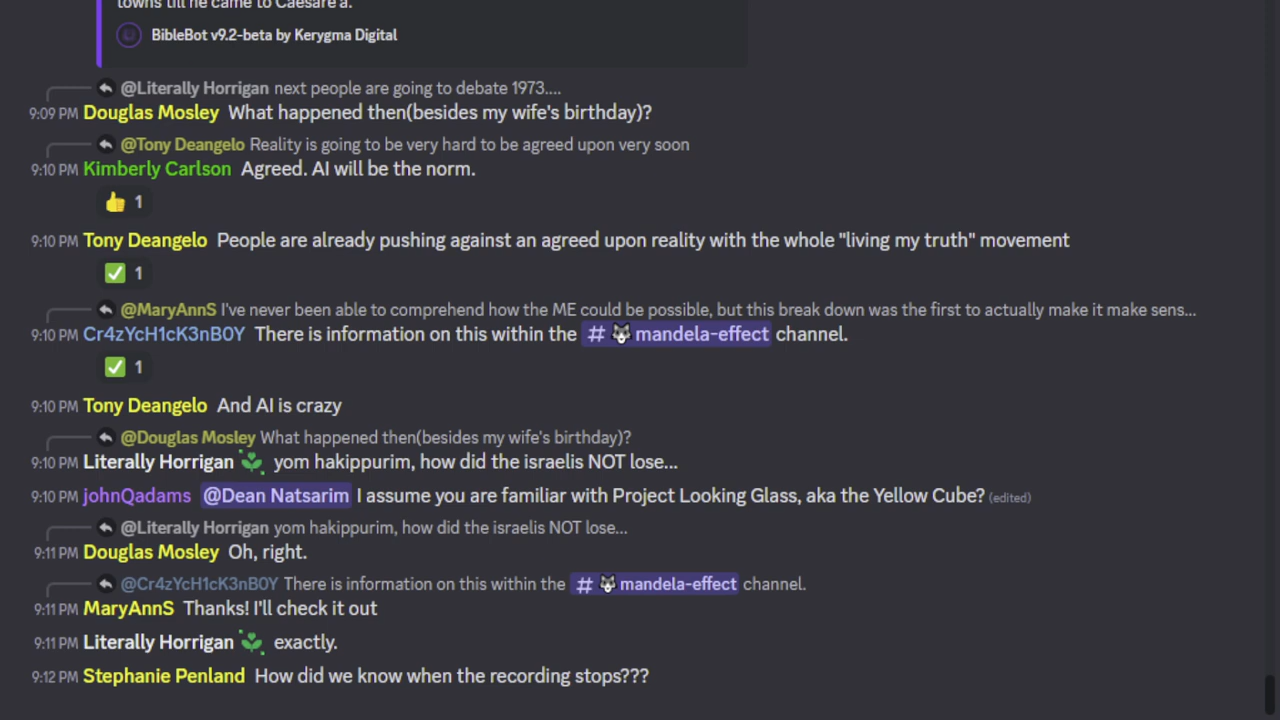 towns till he came to Caesare a.
BibleBot v9.2-beta by Kerygma Digital
@Literally Horrigan next people are going to debate 1973....
9:09 PM Douglas Mosley What happened then(besides my wife's birthday)?
@Tony Deangelo Reality is going to be very hard to be agreed upon very soon
9:10 PM Kimberly Carlson Agreed. AI will be the norm.
👍 1
9:10 PM Tony Deangelo People are already pushing against an agreed upon reality with the whole "living my truth" movement
✅ 1
@MaryAnnS I've never been able to comprehend how the ME could be possible, but this break down was the first to actually make it make sens...
9:10 PM Cr4zYcH1cK3nB0Y There is information on this within the # 🐺mandela-effect channel.
✅ 1
9:10 PM Tony Deangelo And AI is crazy
@Douglas Mosley What happened then(besides my wife's birthday)?
9:10 PM Literally Horrigan yom hakippurim, how did the israelis NOT lose...
9:10 PM johnQadams @Dean Natsarim I assume you are familiar with Project Looking Glass, aka the Yellow Cube? (edited)
@Literally Horrigan yom hakippurim, how did the israelis NOT lose...
9:11 PM Douglas Mosley Oh, right.
@Cr4zYcH1cK3nB0Y There is information on this within the # 🐺mandela-effect channel.
9:11 PM MaryAnnS Thanks! I'll check it out
9:11 PM Literally Horrigan exactly.
9:12 PM Stephanie Penland How did we know when the recording stops???